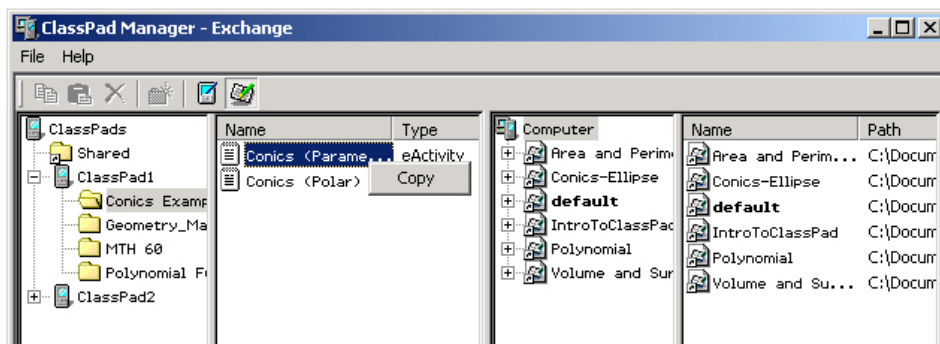 ClassPad Manager - Exchange
File Help
ClassPads
Shared
ClassPad1
Conics Examp
Geometry_Ma
MTH 60
Polynomial F
ClassPad2
Name Type
Conics (Parame... eActivity
Conics (Polar)
Copy
Computer
Area and Perim
Conics-Ellipse
default
IntroToClassPac
Polynomial
Volume and Sur
Name Path
Area and Perim... C:\Docum
Conics-Ellipse C:\Docum
default C:\Docum
IntroToClassPad C:\Docum
Polynomial C:\Docum
Volume and Su... C:\Docum